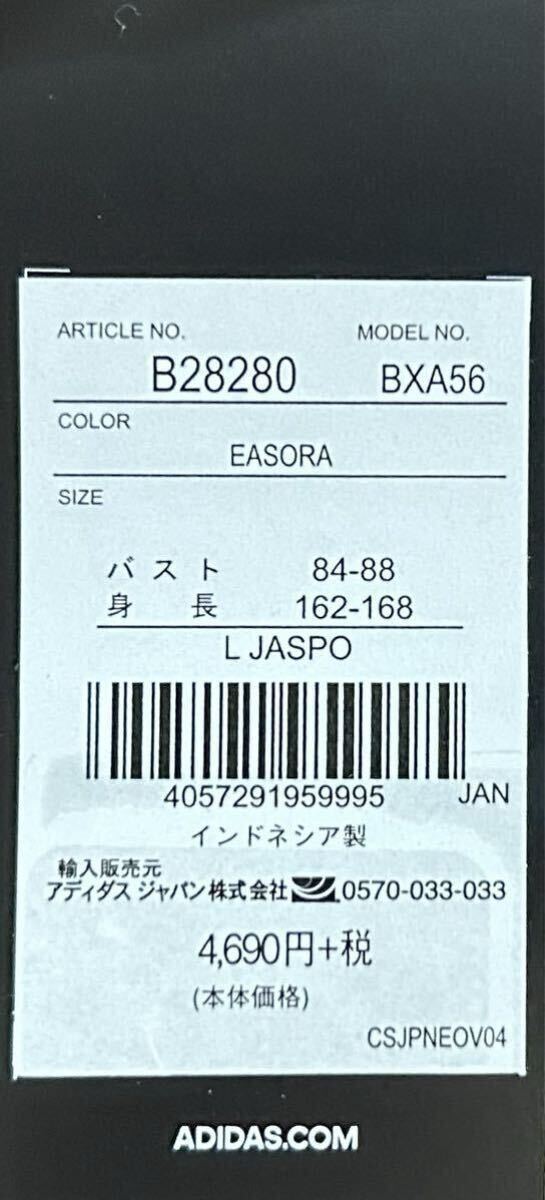 ARTICLE NO. MODEL NO.
B28280 BXA56
COLOR
EASORA
SIZE
バスト 84-88
身長 162-168
L JASPO
4057291959995 JAN
インドネシア製
輸入販売元
アディダス ジャパン株式会社 0570-033-033
4,690円+税
(本体価格)
CSJPNEOV04
ADIDAS.COM